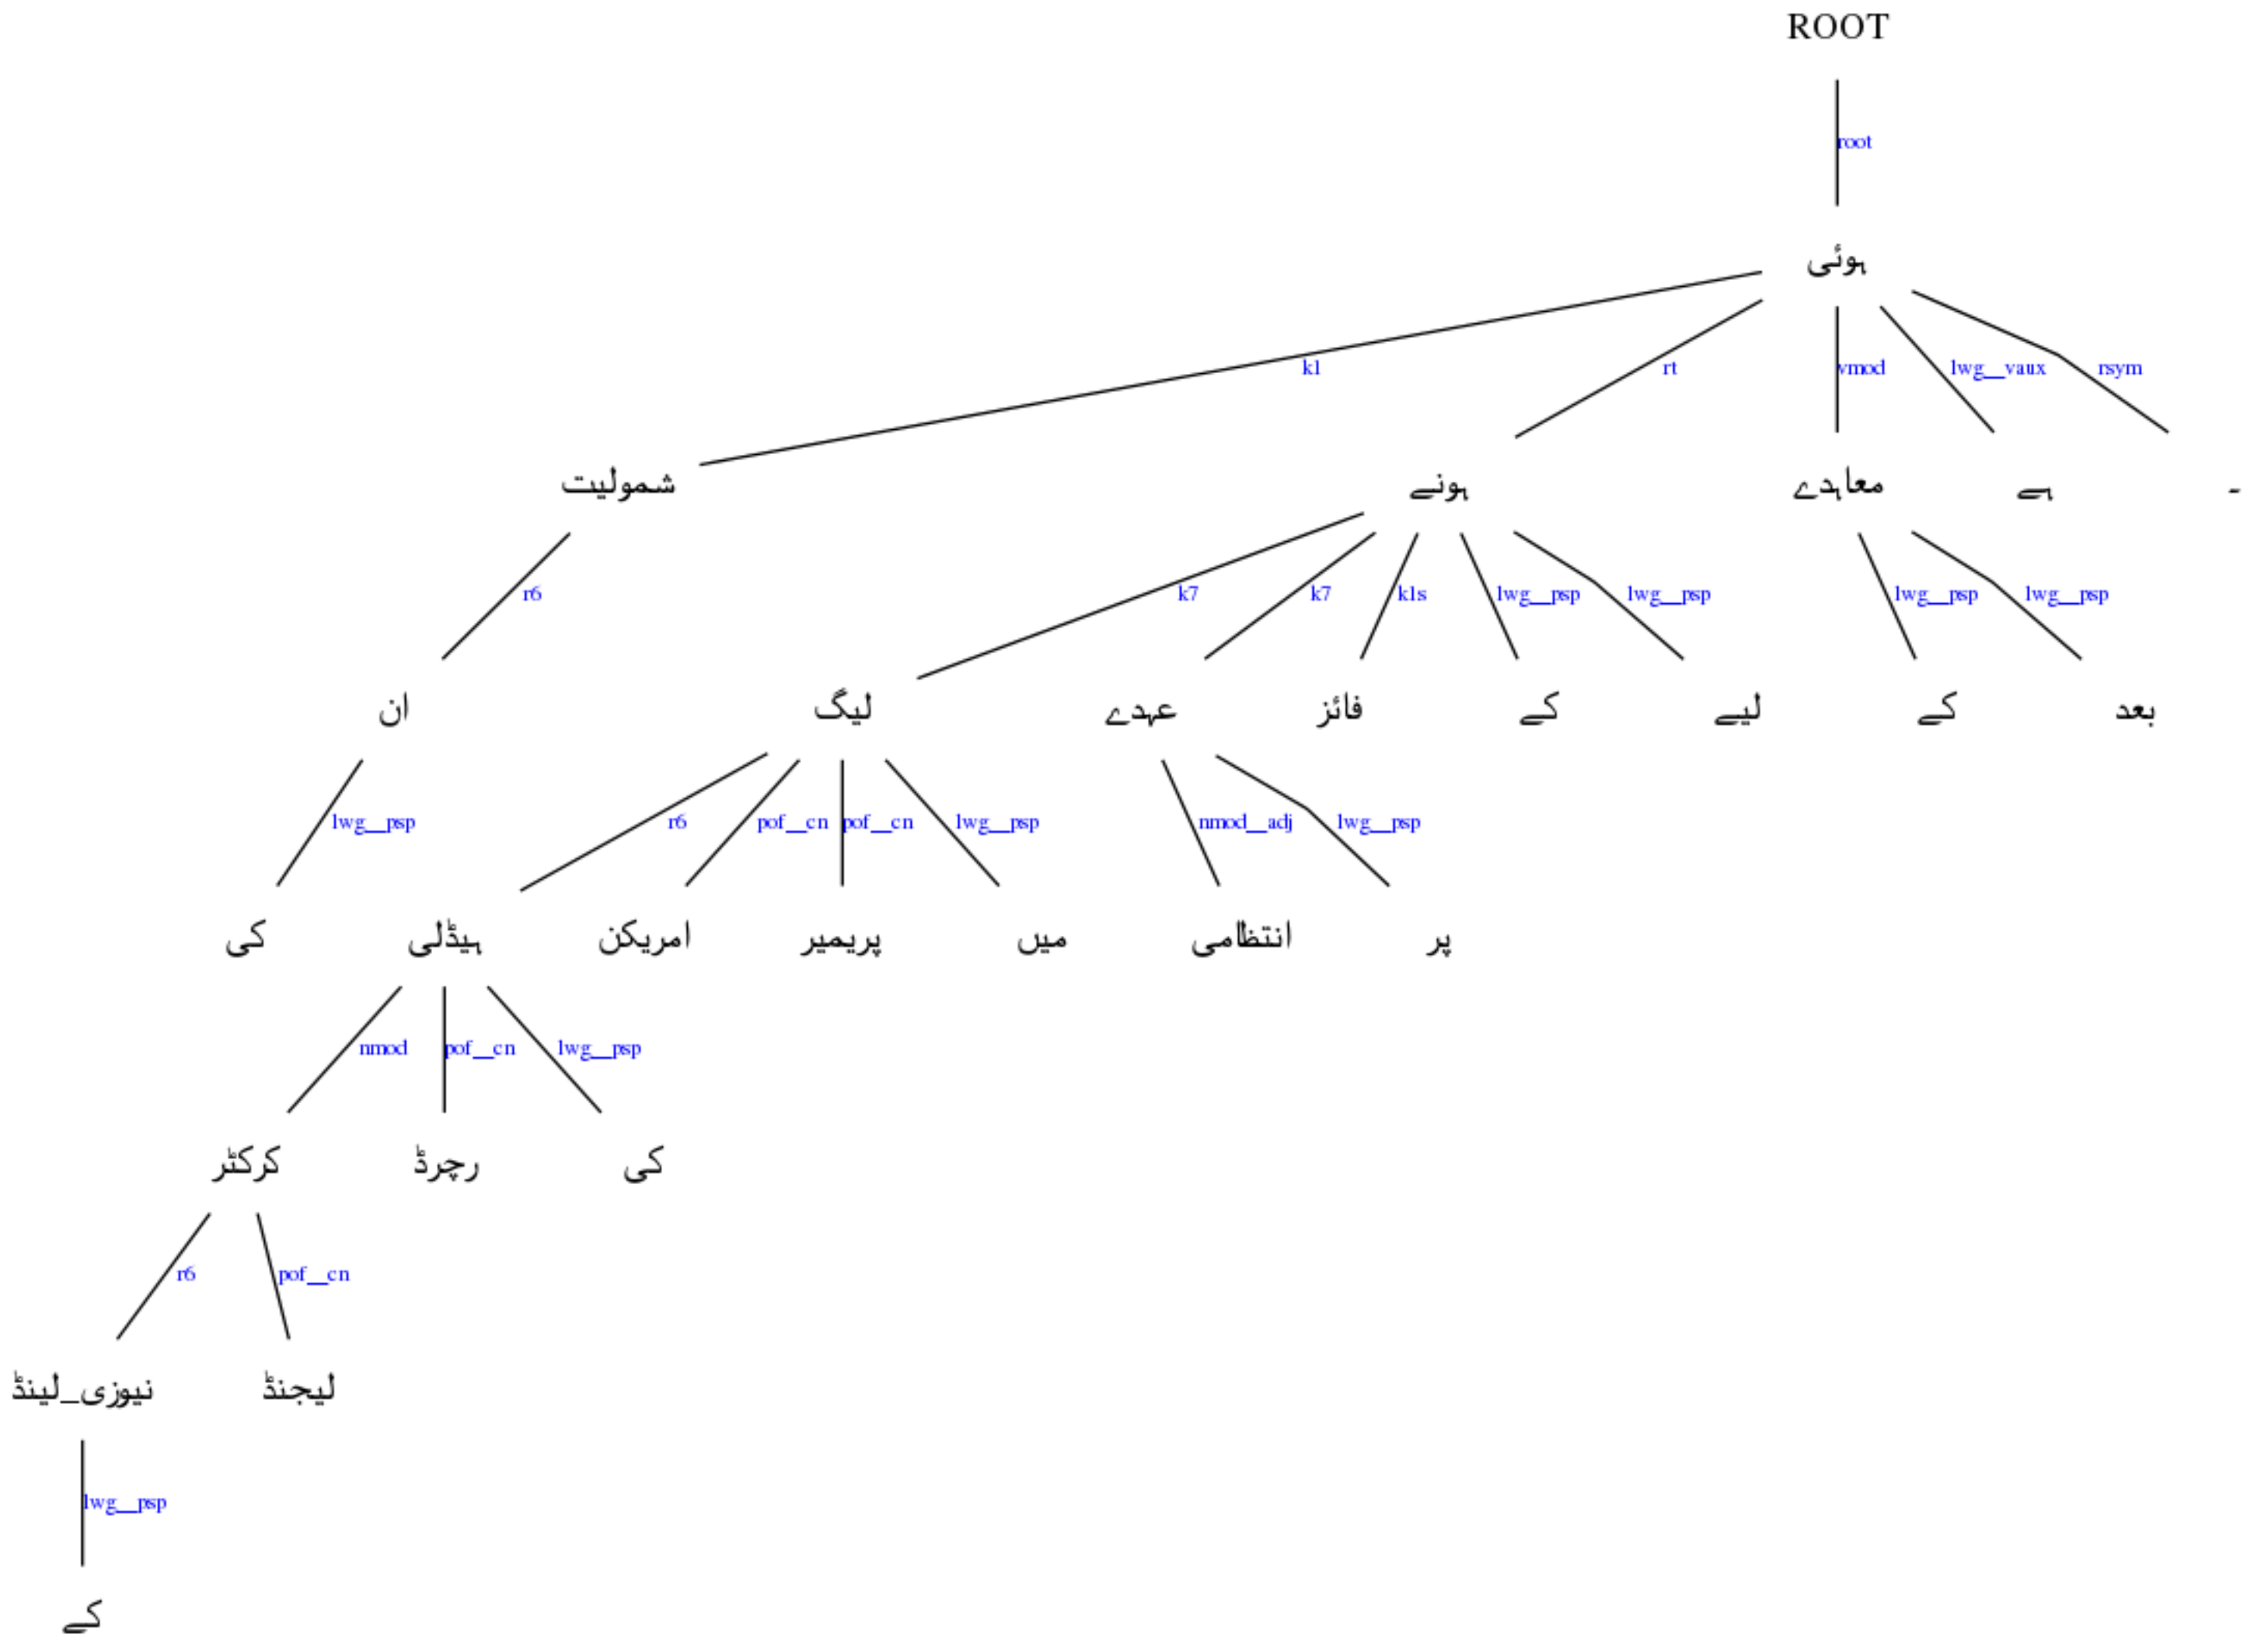 ROOT
root
ہوئی
k1 rt vmod lwg__vaux rsym
شمولیت ہونے معاہدے ہے ۔
r6 k7 k7 k1s lwg__psp lwg__psp lwg__psp lwg__psp
ان لیگ عہدے فائز کے لیے کے بعد
lwg__psp r6 pof__cn pof__cn lwg__psp nmod__adj lwg__psp
کی ہیڈلی امریکن پریمیر میں انتظامی پر
nmod pof__cn lwg__psp
کرکٹر رچرڈ کی
r6 pof__cn
نیوزی_لینڈ لیجنڈ
lwg__psp
کے